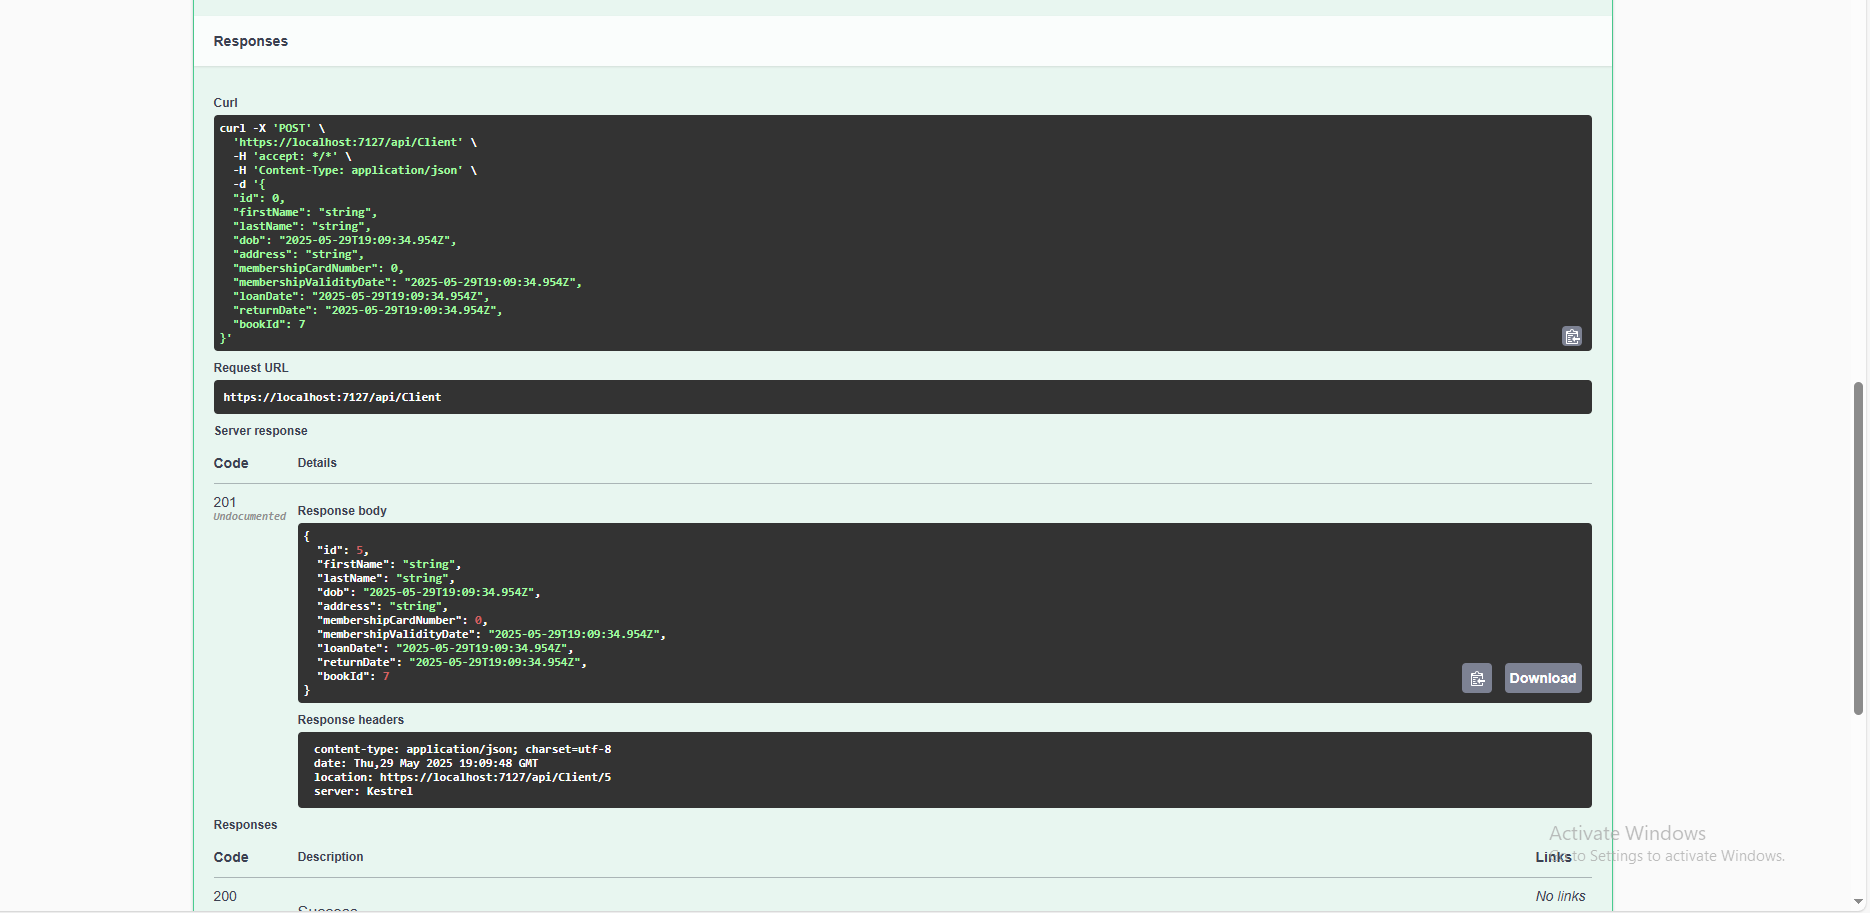 Responses
Curl
curl -X 'POST' \
  'https://localhost:7127/api/Client' \
  -H 'accept: */*' \
  -H 'Content-Type: application/json' \
  -d '{
  "id": 0,
  "firstName": "string",
  "lastName": "string",
  "dob": "2025-05-29T19:09:34.954Z",
  "address": "string",
  "membershipCardNumber": 0,
  "membershipValidityDate": "2025-05-29T19:09:34.954Z",
  "loanDate": "2025-05-29T19:09:34.954Z",
  "returnDate": "2025-05-29T19:09:34.954Z",
  "bookId": 7
}'
Request URL
https://localhost:7127/api/Client
Server response
Code Details
201
Undocumented
Response body
{
  "id": 5,
  "firstName": "string",
  "lastName": "string",
  "dob": "2025-05-29T19:09:34.954Z",
  "address": "string",
  "membershipCardNumber": 0,
  "membershipValidityDate": "2025-05-29T19:09:34.954Z",
  "loanDate": "2025-05-29T19:09:34.954Z",
  "returnDate": "2025-05-29T19:09:34.954Z",
  "bookId": 7
}
Download
Response headers
content-type: application/json; charset=utf-8
date: Thu,29 May 2025 19:09:48 GMT
location: https://localhost:7127/api/Client/5
server: Kestrel
Responses
Activate Windows
Code Description Links
Go to Settings to activate Windows.
200 No links
Success